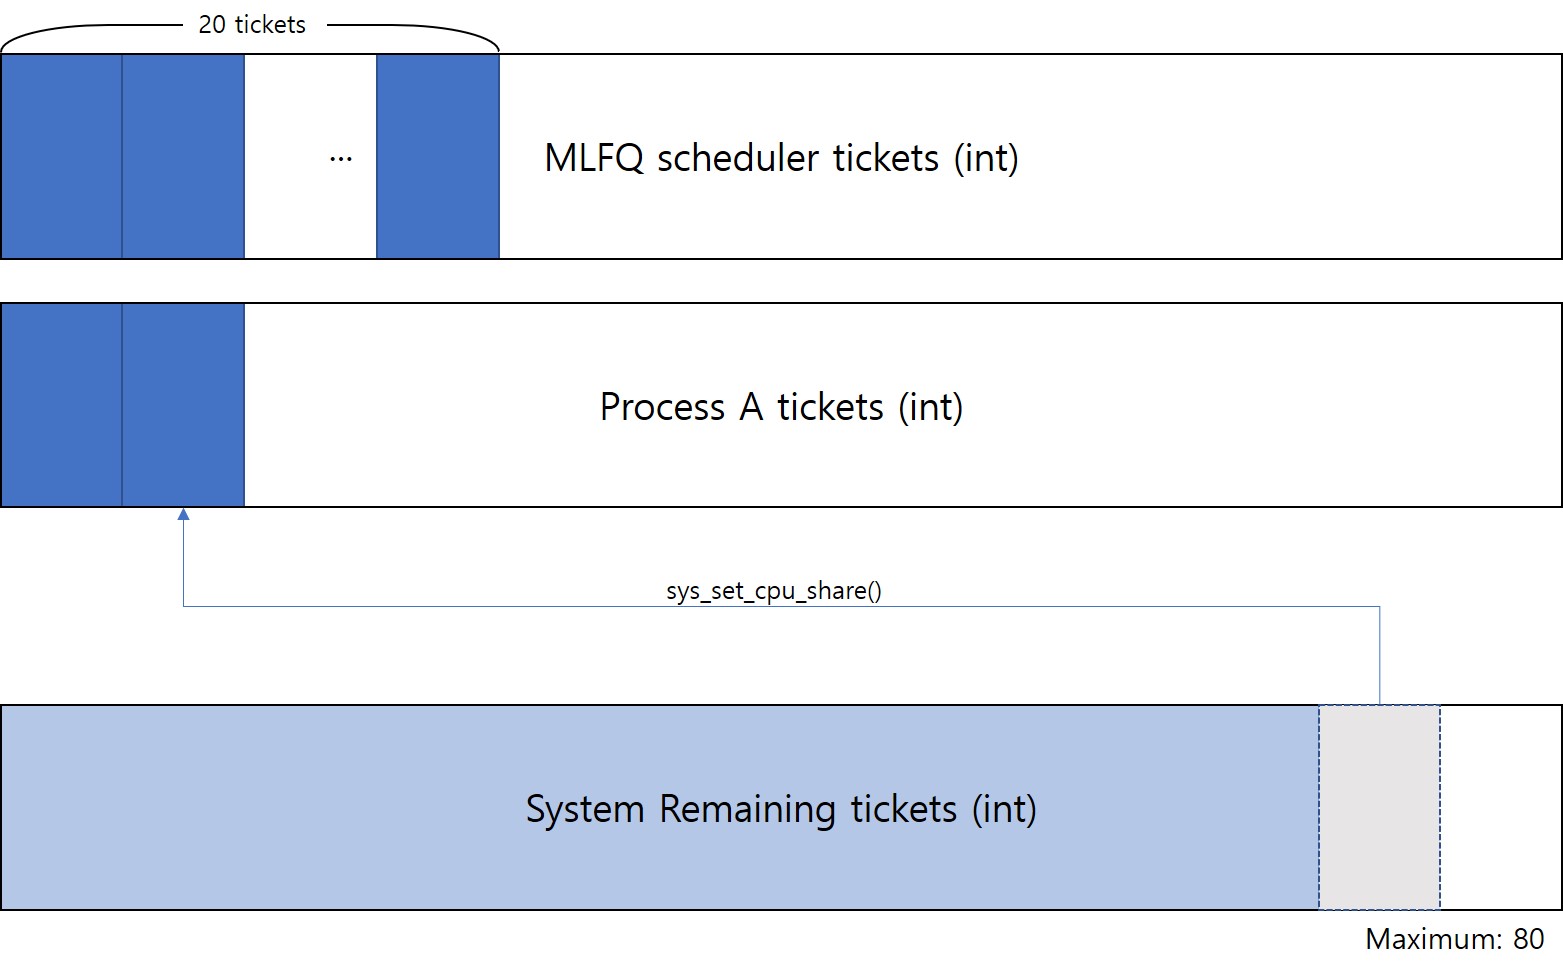 20 tickets
...
MLFQ scheduler tickets (int)
Process A tickets (int)
sys_set_cpu_share()
System Remaining tickets (int)
Maximum: 80